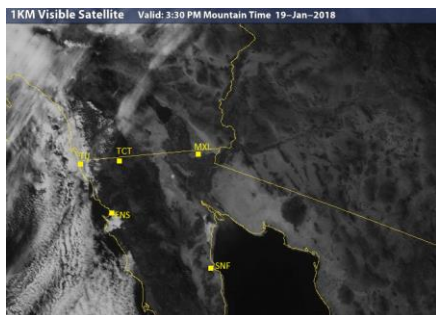 1KM Visible Satellite Valid: 3:30 PM Mountain Time 19-Jan-2018
TCT
MXL
ENS
SNF